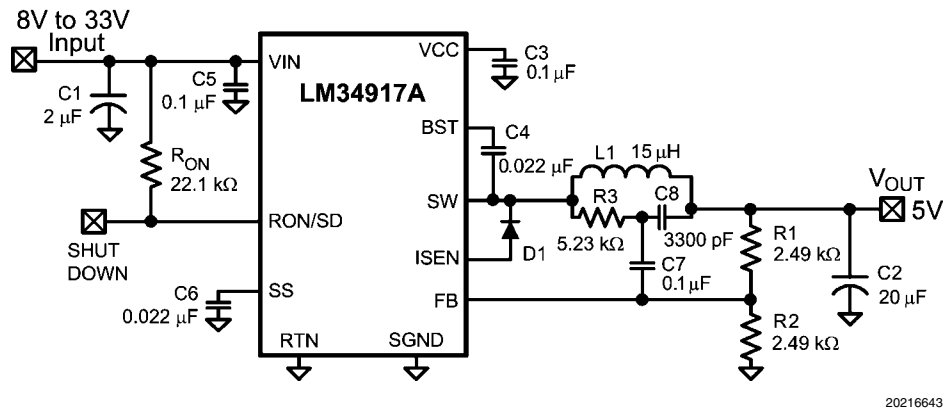 8V to 33V
Input
VIN
VCC
C3
0.1 μF
C5
0.1 μF
LM34917A
C1
2 μF
BST
C4
0.022 μF
L1
15 μH
RON
22.1 kΩ
SW
R3
5.23 kΩ
C8
3300 pF
VOUT
5V
SHUT
DOWN
RON/SD
D1
R1
2.49 kΩ
ISEN
C7
0.1 μF
C2
20 μF
C6
0.022 μF
SS
FB
R2
2.49 kΩ
RTN
SGND
20216643